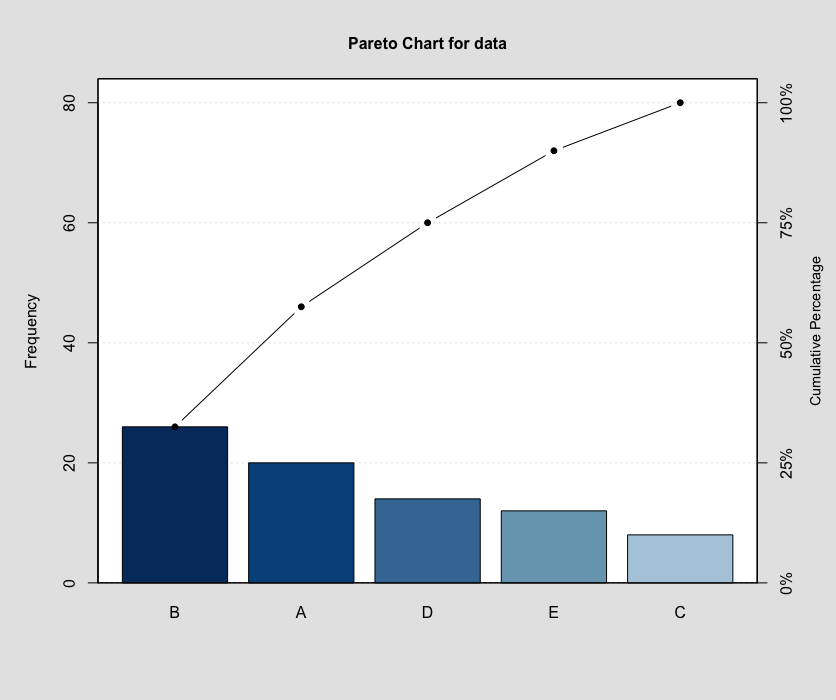 Pareto Chart for data
Frequency
80
60
40
20
0
100%
75%
50%
25%
0%
Cumulative Percentage
B A D E C